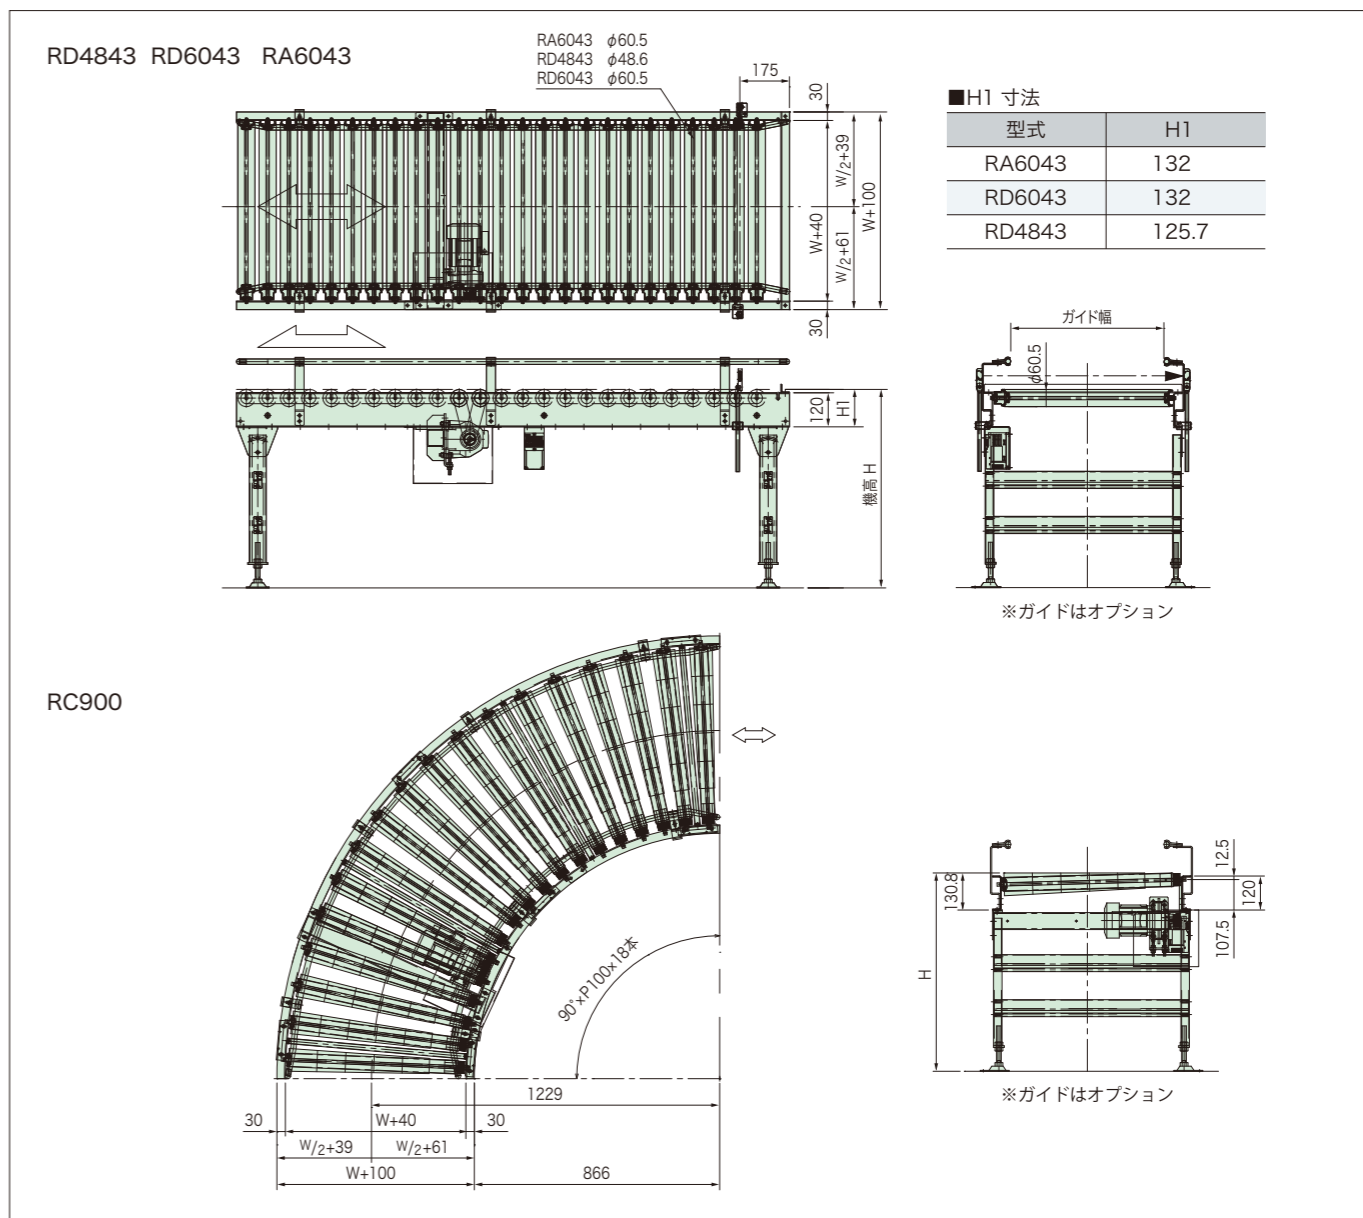 RD4843 RD6043 RA6043
RA6043 φ60.5
RD4843 φ48.6
RD6043 φ60.5
175
30
W/2+39
W+100
W+40
W/2+61
30
■H1 寸法
型式 H1
RA6043 132
RD6043 132
RD4843 125.7
120
H1
機高 H
ガイド幅
φ60.5
※ガイドはオプション
RC900
90°×P100×18本
1229
30 W+40 30
W/2+39 W/2+61
W+100 866
12.5
130.8
120
107.5
H
※ガイドはオプション